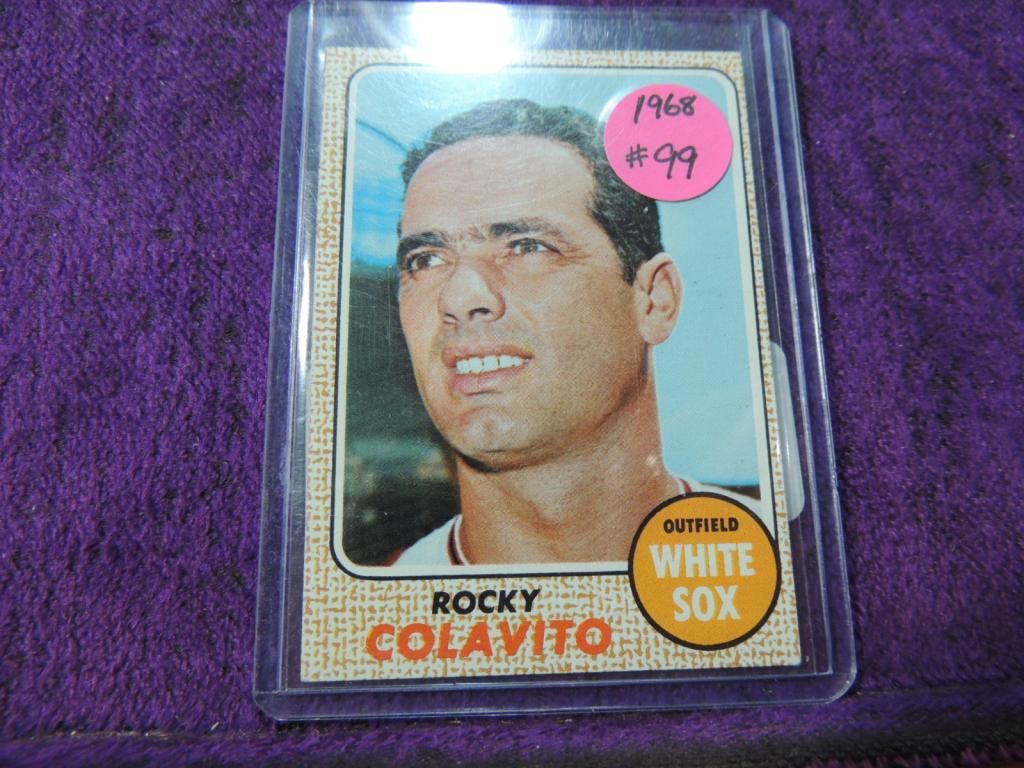 1968
#99
OUTFIELD
WHITE
SOX
ROCKY
COLAVITO